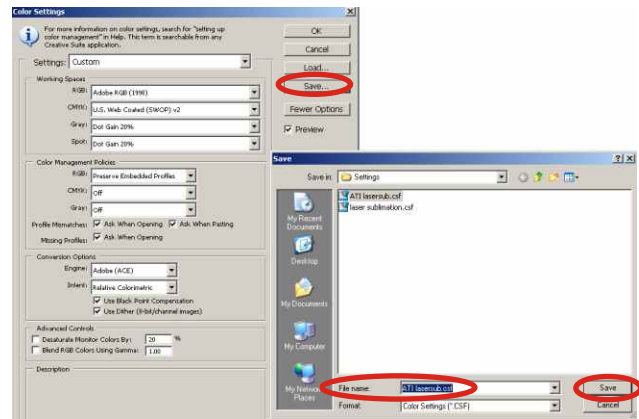 Color Settings
For more information on color settings, search for "setting up
color management" in Help. This term is searchable from any
Creative Suite application.
Settings: Custom
Working Spaces
RGB: Adobe RGB (1998)
CMYK: U.S. Web Coated (SWOP) v2
Gray: Dot Gain 20%
Spot: Dot Gain 20%
Color Management Policies
RGB: Preserve Embedded Profiles
CMYK: Off
Gray: Off
Profile Mismatches: Ask When Opening Ask When Pasting
Missing Profiles: Ask When Opening
Conversion Options
Engine: Adobe (ACE)
Intent: Relative Colorimetric
Use Black Point Compensation
Use Dither (8-bit/channel images)
Advanced Controls
Desaturate Monitor Colors By: 20 %
Blend RGB Colors Using Gamma: 1.00
Description
OK
Cancel
Load...
Save...
Fewer Options
Preview
Save
Save in: Settings
ATI lasersub.csf
laser sublimation.csf
My Recent
Documents
Desktop
My Documents
My Computer
My Network
Places
File name: ATI lasersub.csf
Save
Format: Color Settings (*.CSF)
Cancel